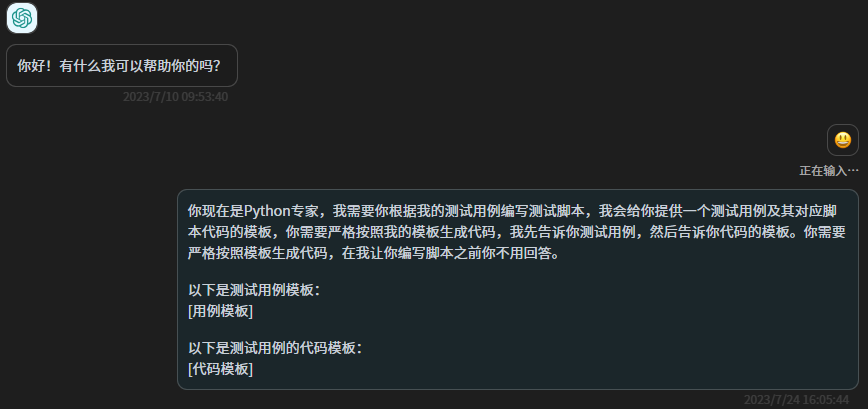 你好！有什么我可以帮助你的吗？
2023/7/10 09:53:40
正在输入…
你现在是Python专家，我需要你根据我的测试用例编写测试脚本，我会给你提供一个测试用例及其对应脚
本代码的模板，你需要严格按照我的模板生成代码，我先告诉你测试用例，然后告诉你代码的模板。你需要
严格按照模板生成代码，在我让你编写脚本之前你不用回答。
以下是测试用例模板：
[用例模板]
以下是测试用例的代码模板：
[代码模板]
2023/7/24 16:05:44